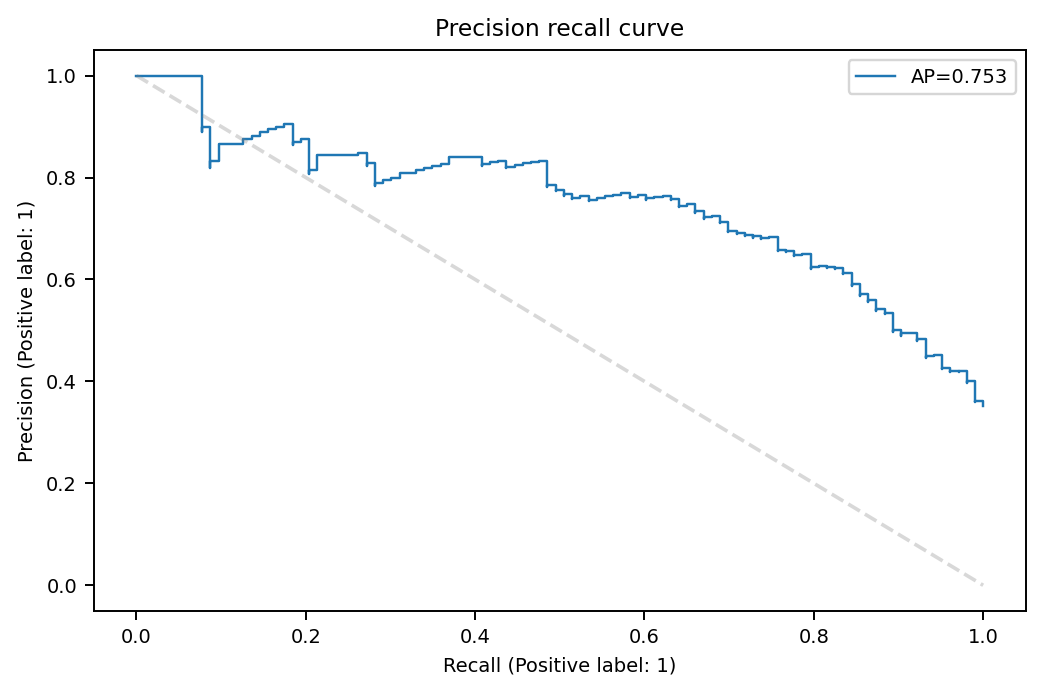 Precision recall curve
AP=0.753
Precision (Positive label: 1)
1.0
0.8
0.6
0.4
0.2
0.0
0.0 0.2 0.4 0.6 0.8 1.0
Recall (Positive label: 1)